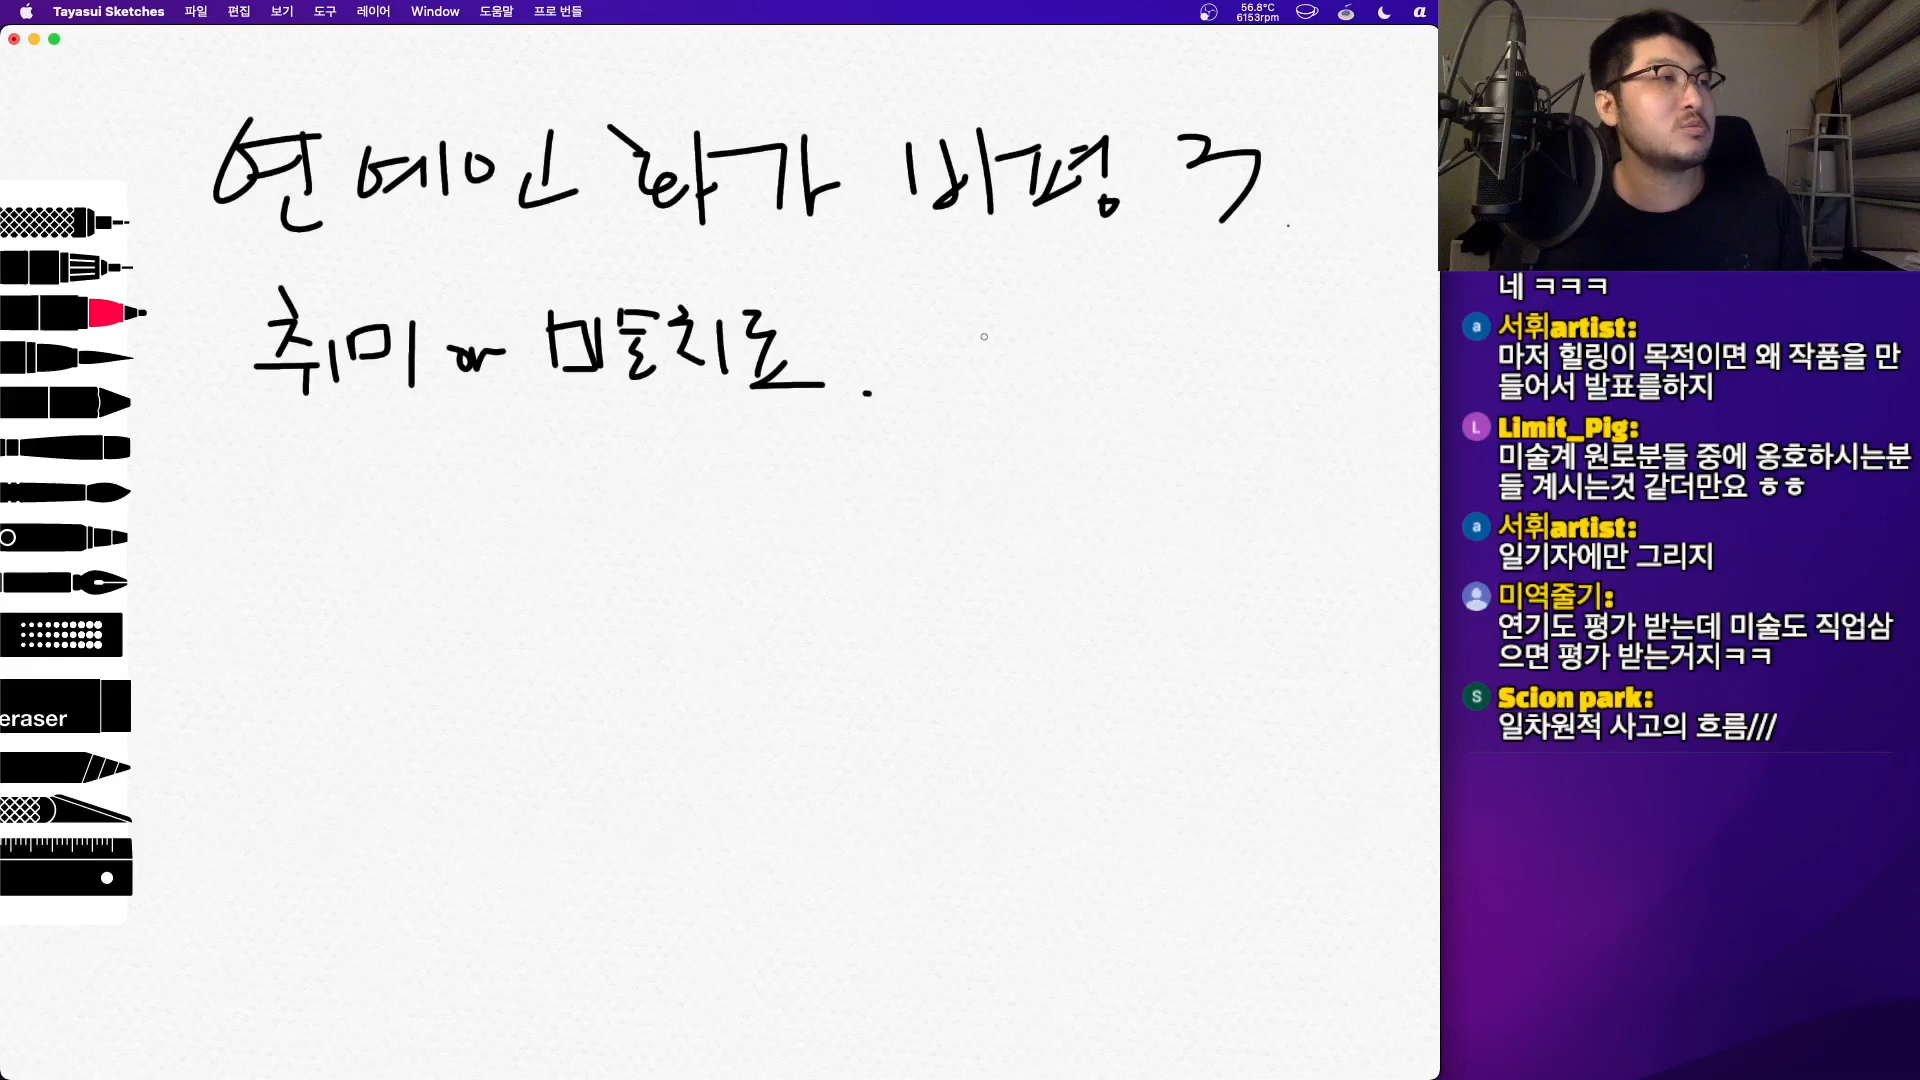 Tayasui Sketches 파일 편집 보기 도구 레이어 Window 도움말 프로 번들
56.8°C
6153rpm
연예인 화가 비평 구
취미 or 미술치료.
eraser
네 ㅋㅋㅋ
서휘artist:
마저 힐링이 목적이면 왜 작품을 만
들어서 발표를하지
Limit_Pig:
미술계 원로분들 중에 옹호하시는분
들 계시는것 같더만요 ㅎㅎ
서휘artist:
일기자에만 그리지
미역줄기:
연기도 평가 받는데 미술도 직업삼
으면 평가 받는거지ㅋㅋ
Scion park:
일차원적 사고의 흐름///